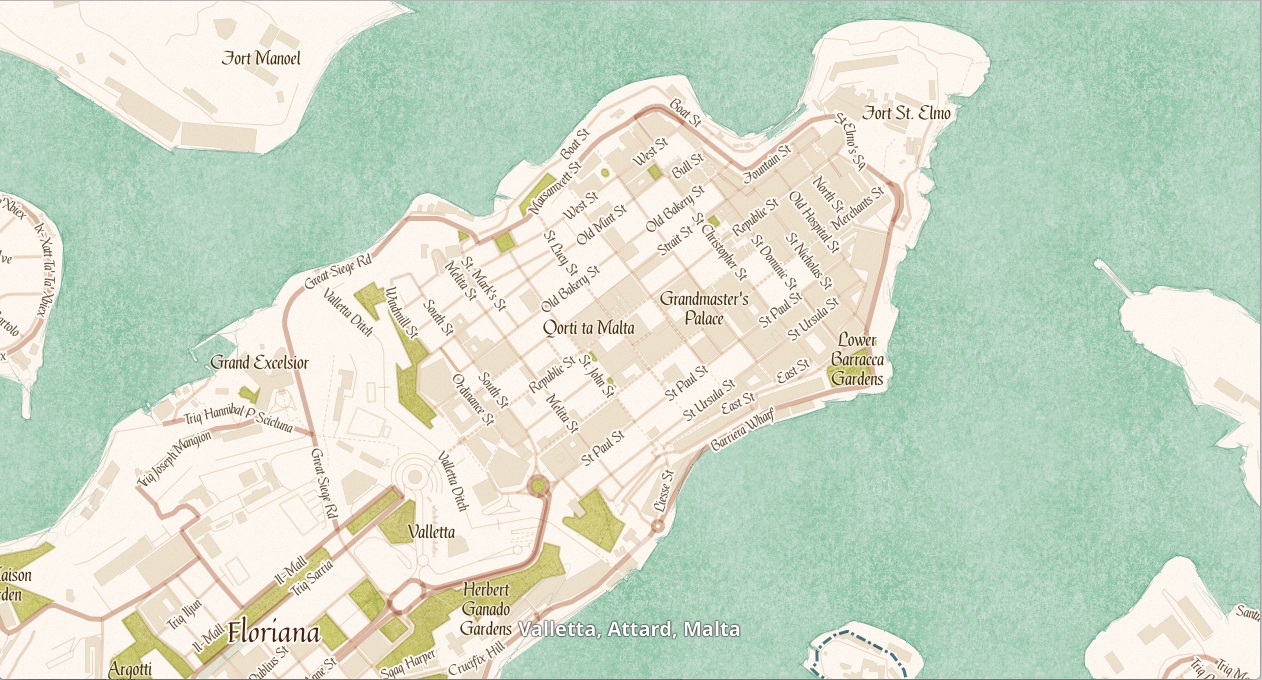 Fort Manoel
Fort St. Elmo
Boat St
Boat St
St Elmo's Sq
West St
Bull St
Fountain St
Marsamxett St
West St
Old Mint St
Old Bakery St
Republic St
North St
Merchants St
Old Hospital St
Strait St
St Christopher St
St Dominic St
St Nicholas St
St Lucy St
Old Bakery St
Great Siege Rd
St. Mark's St
Melita St
Valletta Ditch
Windmill St
South St
Grandmaster's
Palace
St Paul St
St Ursula St
Qorti ta Malta
Lower
Barracca
Gardens
Grand Excelsior
Republic St
St. John St
East St
St Paul St
St Ursula St
East St
South St
Ordnance St
Melita St
Barriera Wharf
St Paul St
Triq Hannibal P Scicluna
Triq Joseph Mangion
Great Siege Rd
Valletta Ditch
Liesse St
Valletta
Il-Mall
Triq Sarria
Herbert
Ganado
Gardens
Triq Iljun
Il-Mall
Floriana
Valletta, Attard, Malta
Sqaq Harper
Crucifix Hill
Argotti
Ix-Xatt Ta' Ta' Xbiex